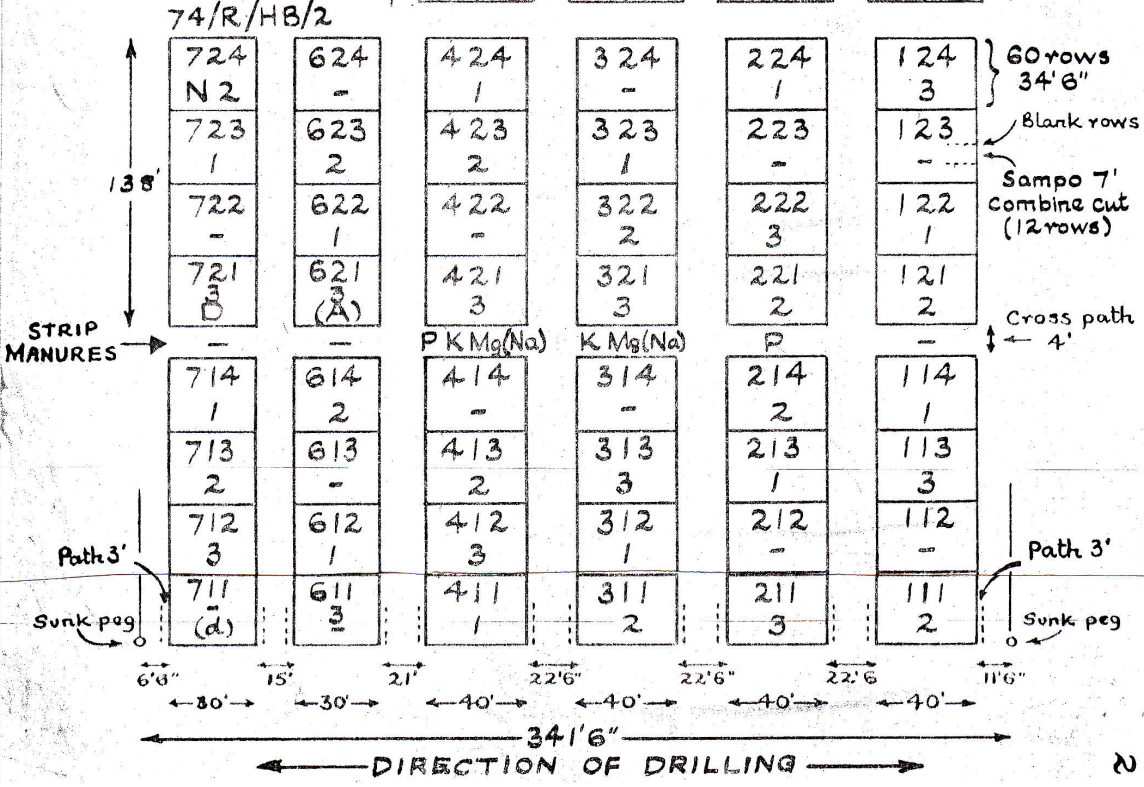 74/R/HB/2
724 624 424 324 224 124 60 rows
N2 - 1 - 1 3 34'6"
723 623 423 323 223 123 Blank rows
1 2 2 1 - -
138' Sampo 7'
722 622 422 322 222 122 Combine cut
- 1 - 2 3 1 (12 rows)
721 621 421 321 221 121
3 3 3 3 2 2
D (A) Cross path
STRIP MANURES - - P K Mg(Na) K Mg(Na) P - 4'
714 614 414 314 214 114
1 2 - - 2 1
713 613 413 313 213 113
2 - 2 3 1 3
712 612 412 312 212 112
Path 3' 3 1 3 1 - - Path 3'
711 611 411 311 211 111
Sunk peg - 3 1 2 3 2 Sunk peg
(d) -
6'6" 15' 21' 22'6" 22'6" 22'6 11'6"
30' 30' 40' 40' 40' 40'
341'6"
DIRECTION OF DRILLING
2